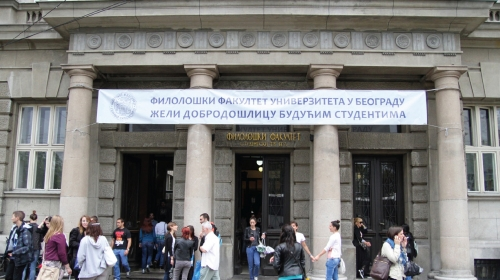 ФИЛОЛОШКИ ФАКУЛТЕТ УНИВЕРЗИТЕТА У БЕОГРАДУ
ЖЕЛИ ДОБРОДОШЛИЦУ БУДУЋИМ СТУДЕНТИМА
ФИЛОЛОШКИ ФАКУЛТЕТ